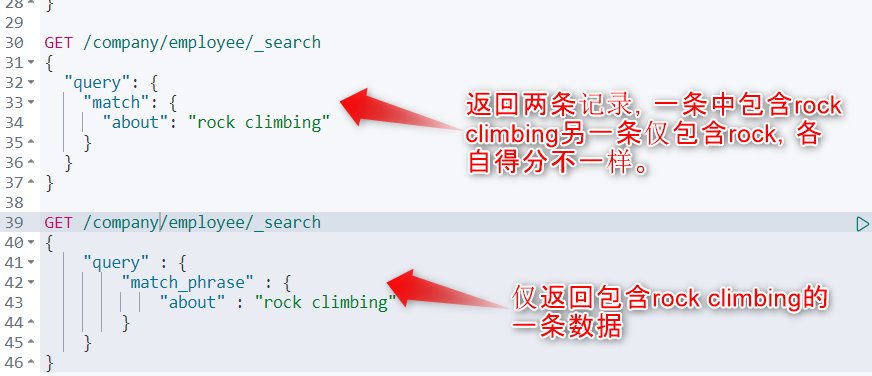 28 }
29
30 GET /company/employee/_search
31 {
32 "query": {
33 "match": {
34 "about": "rock climbing"
35 }
36 }
37 }
38
39 GET /company/employee/_search
40 {
41 "query" : {
42 "match_phrase" : {
43 "about" : "rock climbing"
44 }
45 }
46 }
返回两条记录, 一条中包含rock
climbing另一条仅包含rock, 各
自得分不一样。
仅返回包含rock climbing的
一条数据